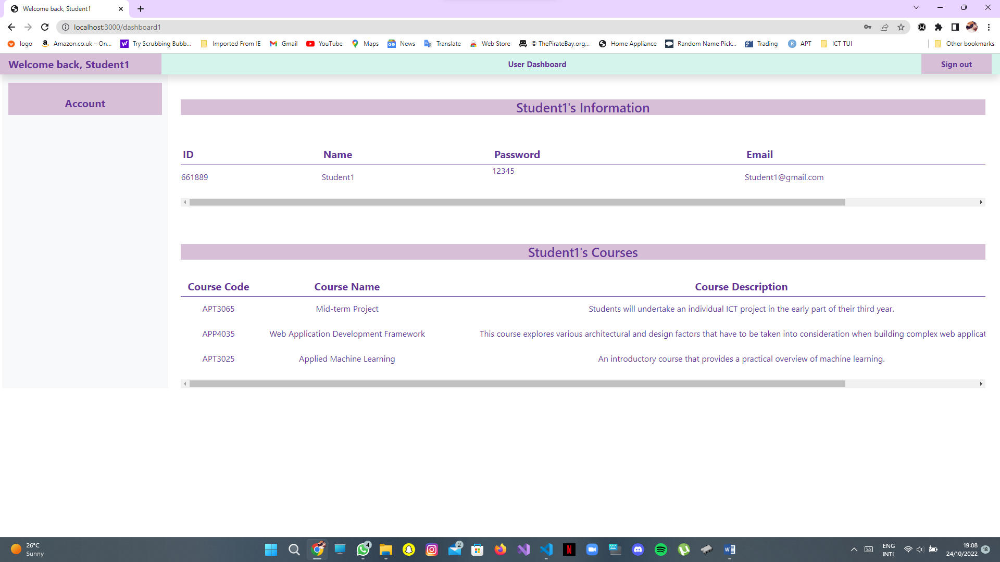 Welcome back, Student1
localhost:3000/dashboard1
logo
Amazon.co.uk – On...
Try Scrubbing Bubb...
Imported From IE
Gmail
YouTube
Maps
News
Translate
Web Store
© ThePirateBay.org...
Home Appliance
Random Name Pick...
Trading
APT
ICT TUI
Other bookmarks
Welcome back, Student1
User Dashboard
Sign out
Account
Student1's Information
ID Name Password Email
661889 Student1 12345 Student1@gmail.com
Student1's Courses
Course Code Course Name Course Description
APT3065 Mid-term Project Students will undertake an individual ICT project in the early part of their third year.
APP4035 Web Application Development Framework This course explores various architectural and design factors that have to be taken into consideration when building complex web applicat
APT3025 Applied Machine Learning An introductory course that provides a practical overview of machine learning.
26°C
Sunny
4
2
ENG
INTL
19:08
24/10/2022
18